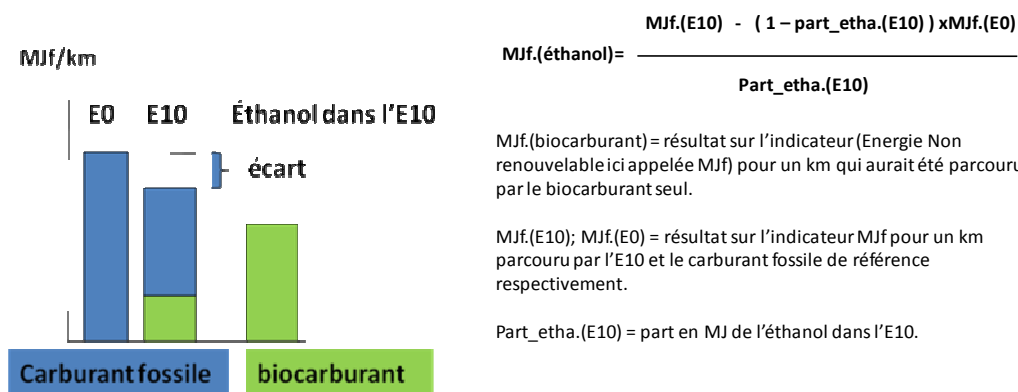 MJf/km
E0 E10 Éthanol dans l'E10
écart
Carburant fossile
biocarburant
MJf.(E10) - ( 1 – part_etha.(E10) ) xMJf.(E0)
MJf.(éthanol)=
Part_etha.(E10)
MJf.(biocarburant) = résultat sur l'indicateur (Energie Non
renouvelable ici appelée MJf) pour un km qui aurait été parcouru
par le biocarburant seul.
MJf.(E10); MJf.(E0) = résultat sur l'indicateur MJf pour un km
parcouru par l'E10 et le carburant fossile de référence
respectivement.
Part_etha.(E10) = part en MJ de l'éthanol dans l'E10.